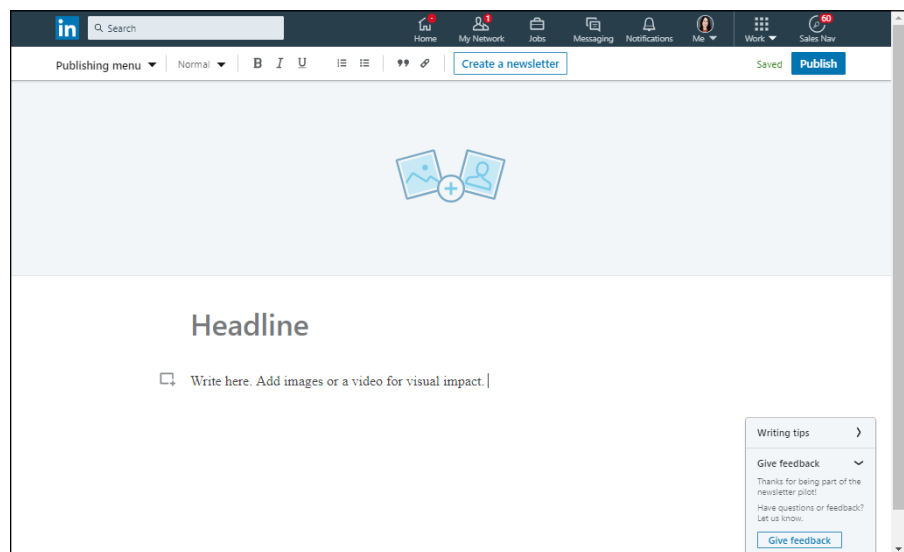 in Search
Home 1 My Network Jobs Messaging Notifications Me Work 60 Sales Nav
Publishing menu Normal B I U Create a newsletter Saved Publish
Headline
Write here. Add images or a video for visual impact.
Writing tips
Give feedback
Thanks for being part of the
newsletter pilot!
Have questions or feedback?
Let us know.
Give feedback